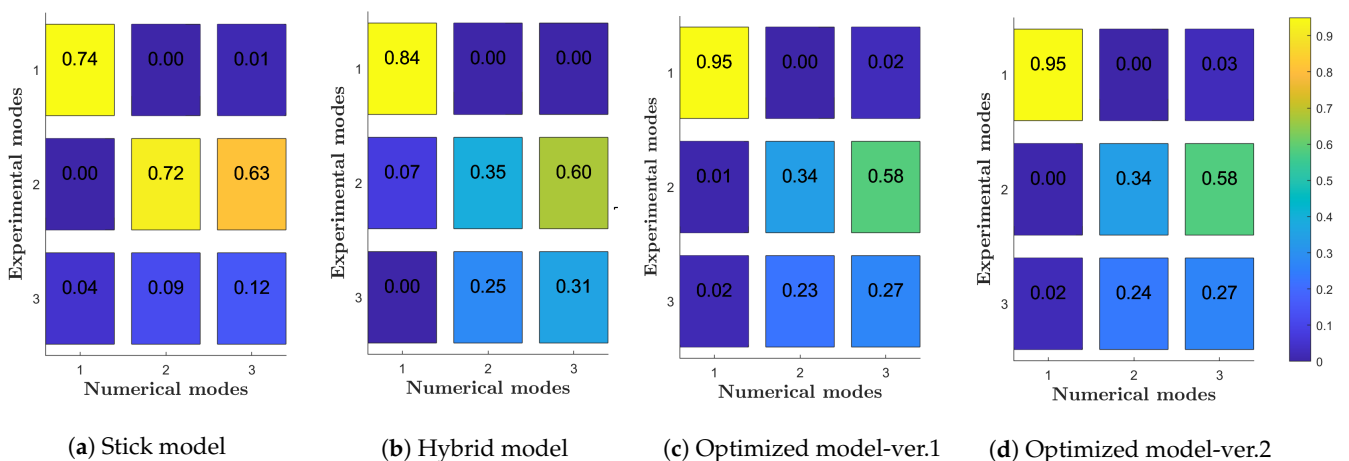 Experimental modes
1
0.74 0.00 0.01
2
0.00 0.72 0.63
3
0.04 0.09 0.12
1 2 3
Numerical modes
(a) Stick model
Experimental modes
1
0.84 0.00 0.00
2
0.07 0.35 0.60
3
0.00 0.25 0.31
1 2 3
Numerical modes
(b) Hybrid model
Experimental modes
1
0.95 0.00 0.02
2
0.01 0.34 0.58
3
0.02 0.23 0.27
1 2 3
Numerical modes
(c) Optimized model-ver.1
Experimental modes
1
0.95 0.00 0.03
2
0.00 0.34 0.58
3
0.02 0.24 0.27
1 2 3
Numerical modes
(d) Optimized model-ver.2
0.9
0.8
0.7
0.6
0.5
0.4
0.3
0.2
0.1
0